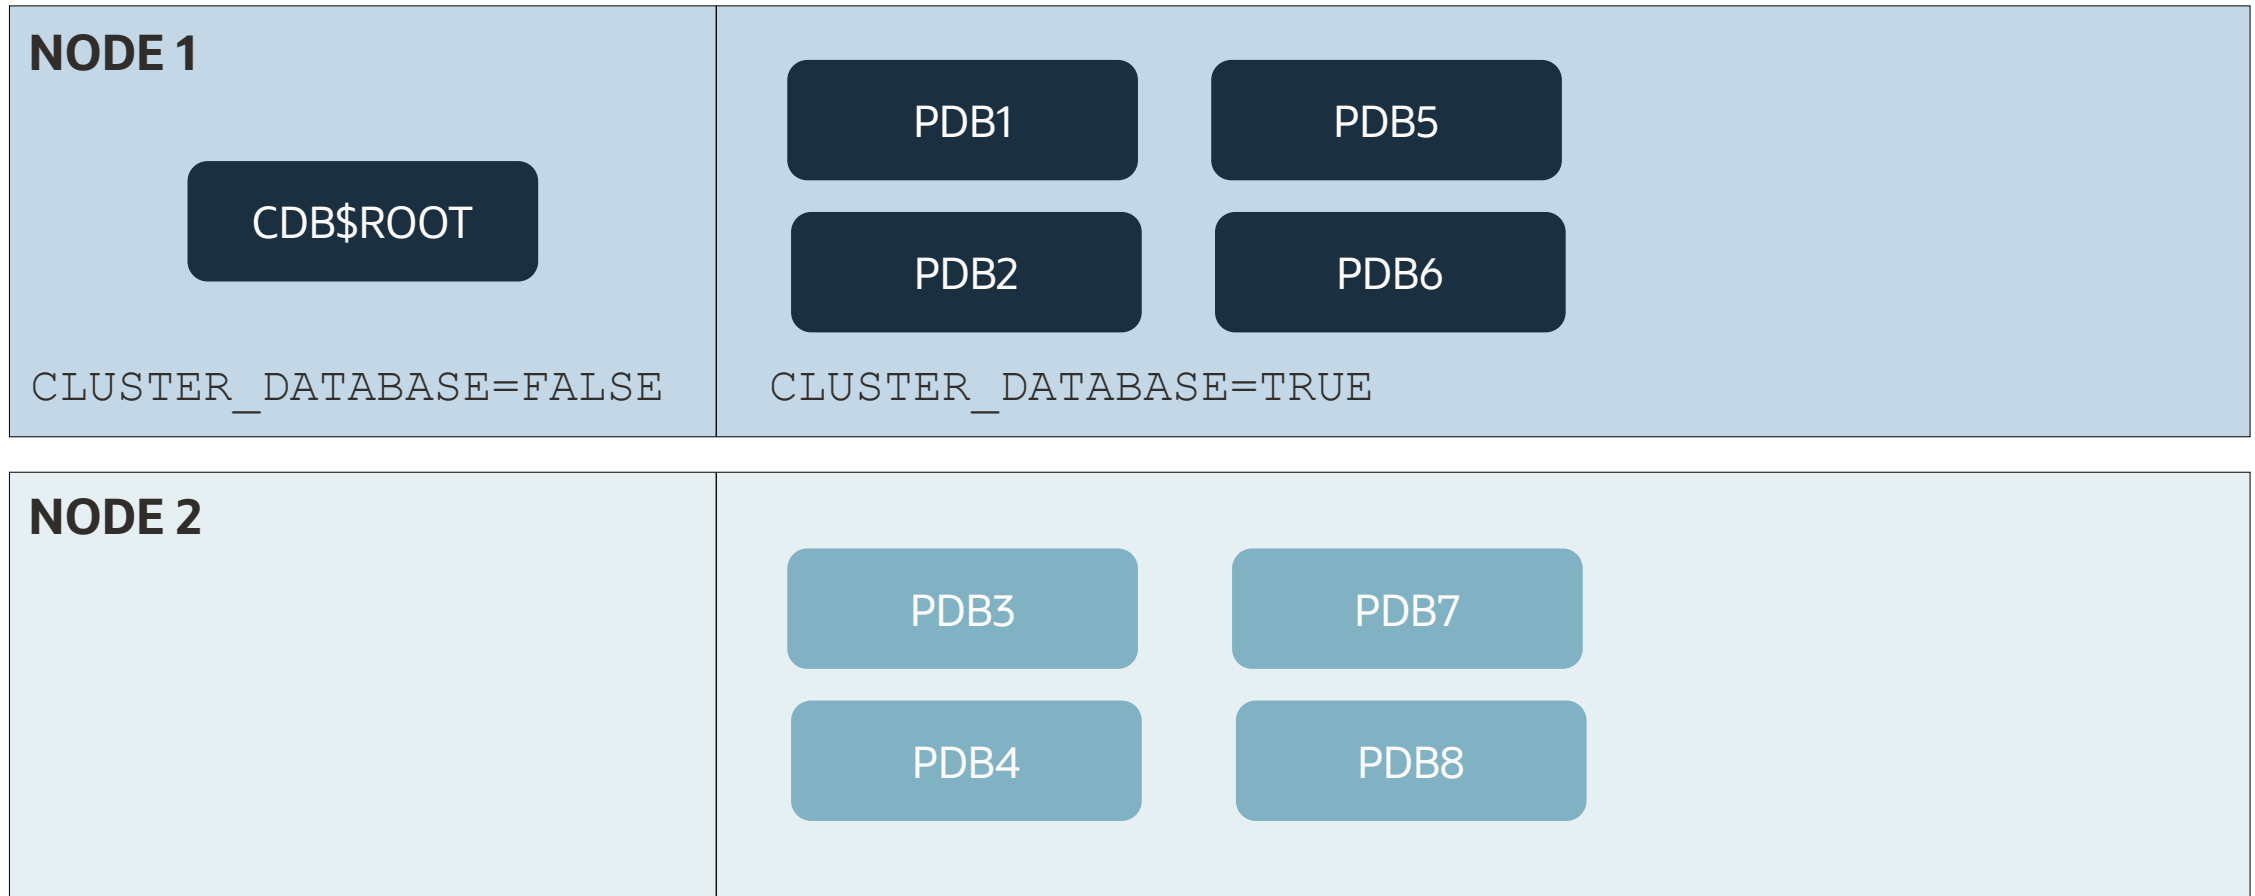 NODE 1
CDB$ROOT
CLUSTER_DATABASE=FALSE
PDB1
PDB5
PDB2
PDB6
CLUSTER_DATABASE=TRUE
NODE 2
PDB3
PDB7
PDB4
PDB8